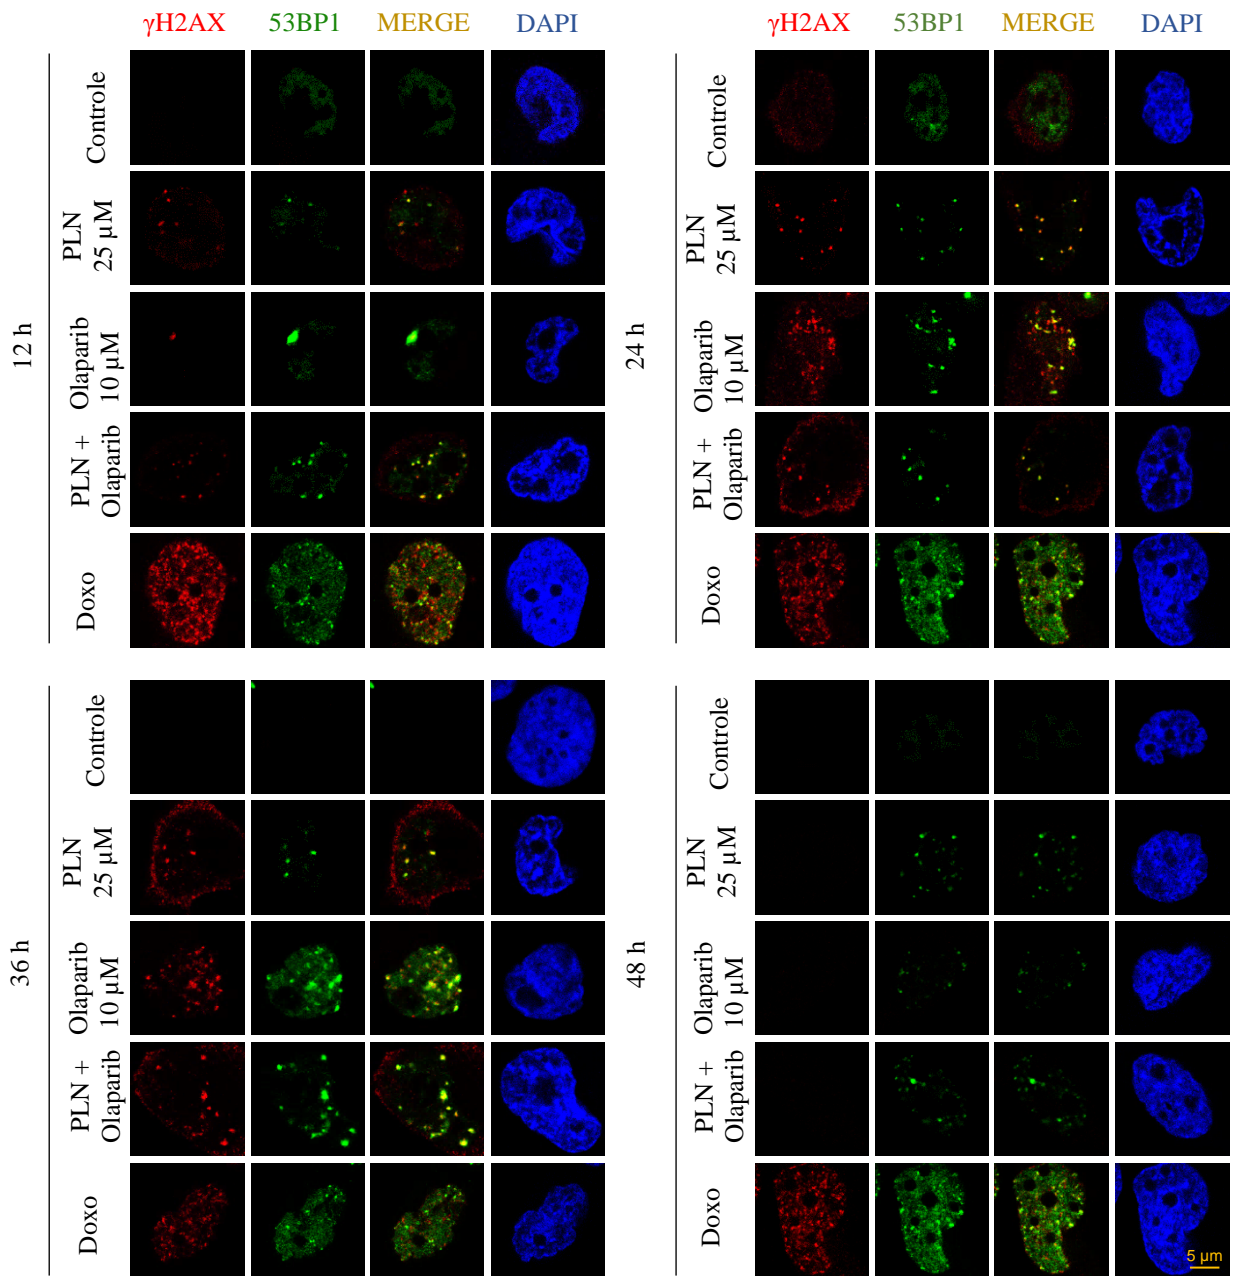 γH2AX 53BP1 MERGE DAPI
12 h
Controle
PLN
25 µM
Olaparib
10 µM
PLN +
Olaparib
Doxo
γH2AX 53BP1 MERGE DAPI
24 h
Controle
PLN
25 µM
Olaparib
10 µM
PLN +
Olaparib
Doxo
36 h
Controle
PLN
25 µM
Olaparib
10 µM
PLN +
Olaparib
Doxo
48 h
Controle
PLN
25 µM
Olaparib
10 µM
PLN +
Olaparib
Doxo
5 µm